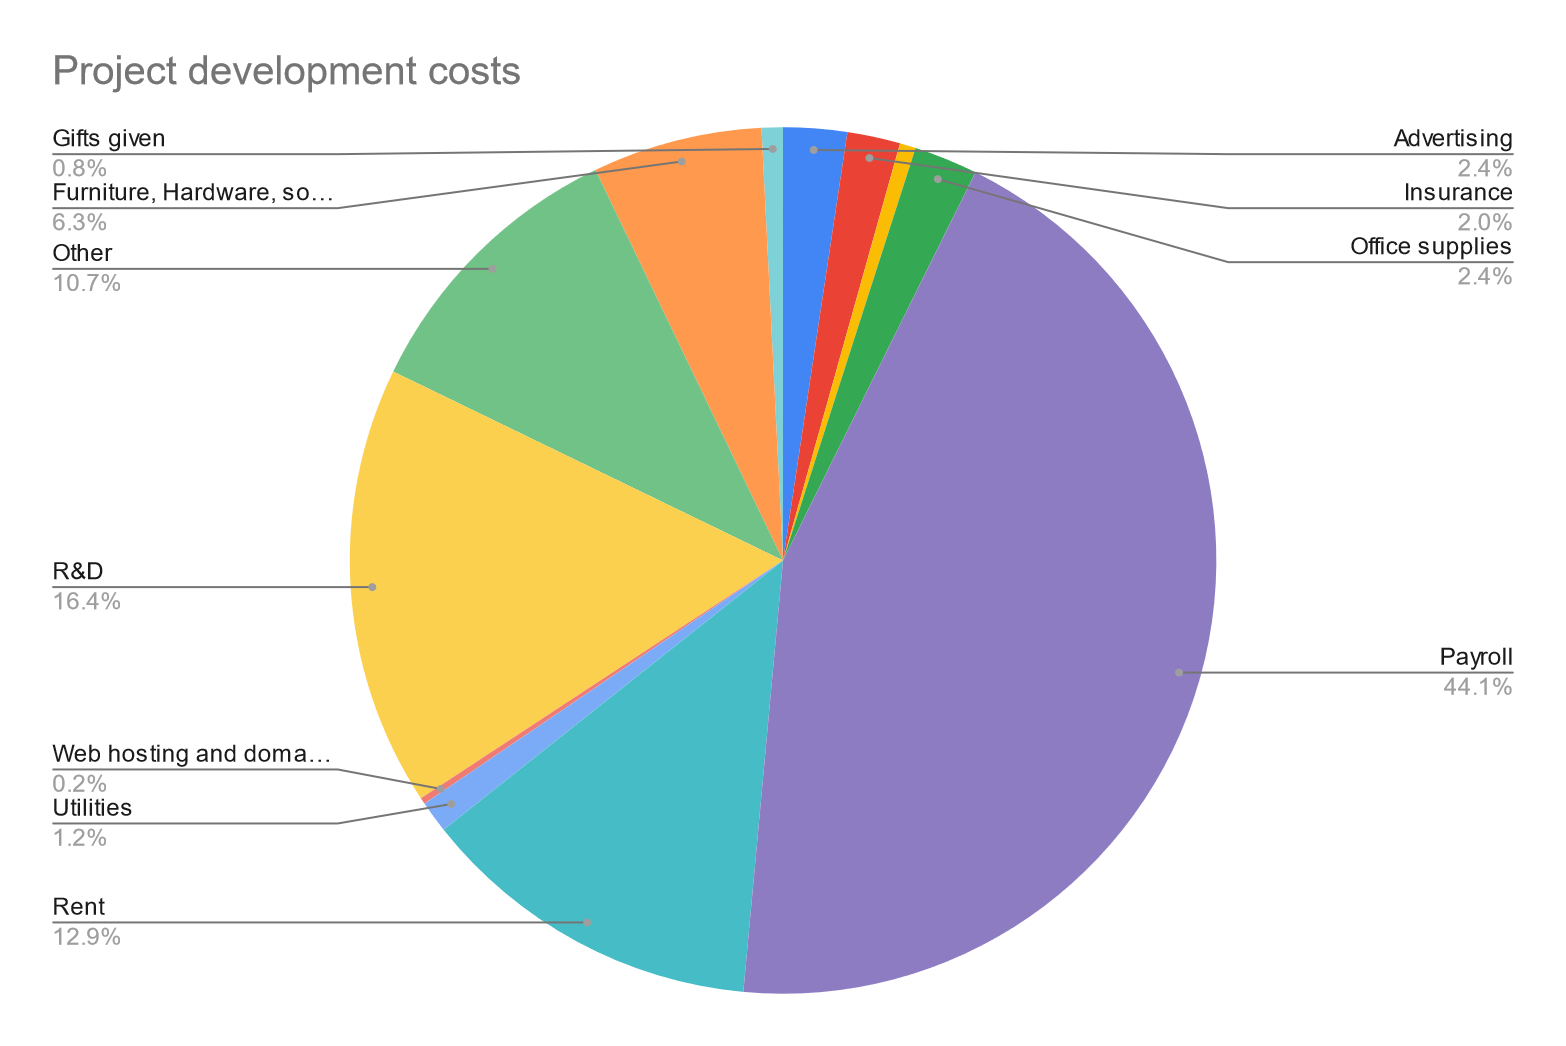 Project development costs
Gifts given
0.8%
Furniture, Hardware, so…
6.3%
Other
10.7%
R&D
16.4%
Web hosting and doma…
0.2%
Utilities
1.2%
Rent
12.9%
Advertising
2.4%
Insurance
2.0%
Office supplies
2.4%
Payroll
44.1%